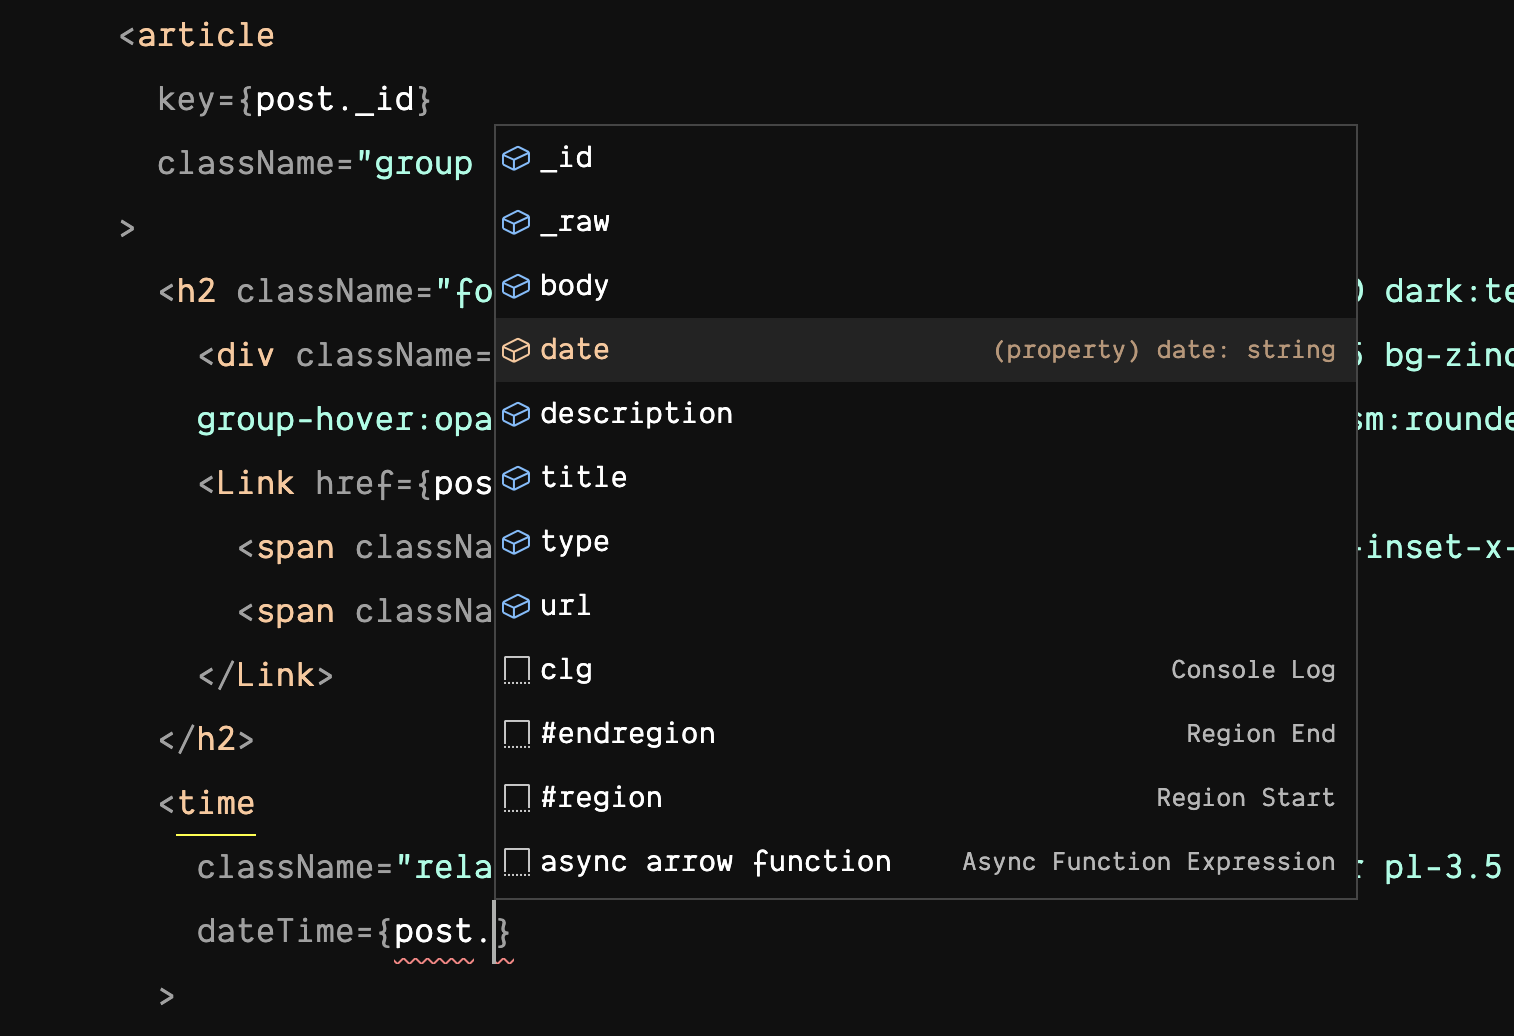 <article
key={post._id}
className="group
>
<h2 className="fo
<div className=
group-hover:opa
<Link href={pos
<span classNa
<span classNa
</Link>
</h2>
<time
className="rela
dateTime={post.}
>
_id
_raw
body
date (property) date: string
description
title
type
url
clg Console Log
#endregion Region End
#region Region Start
async arrow function Async Function Expression
dark:te
bg-zinc
sm:rounde
-inset-x-
pl-3.5